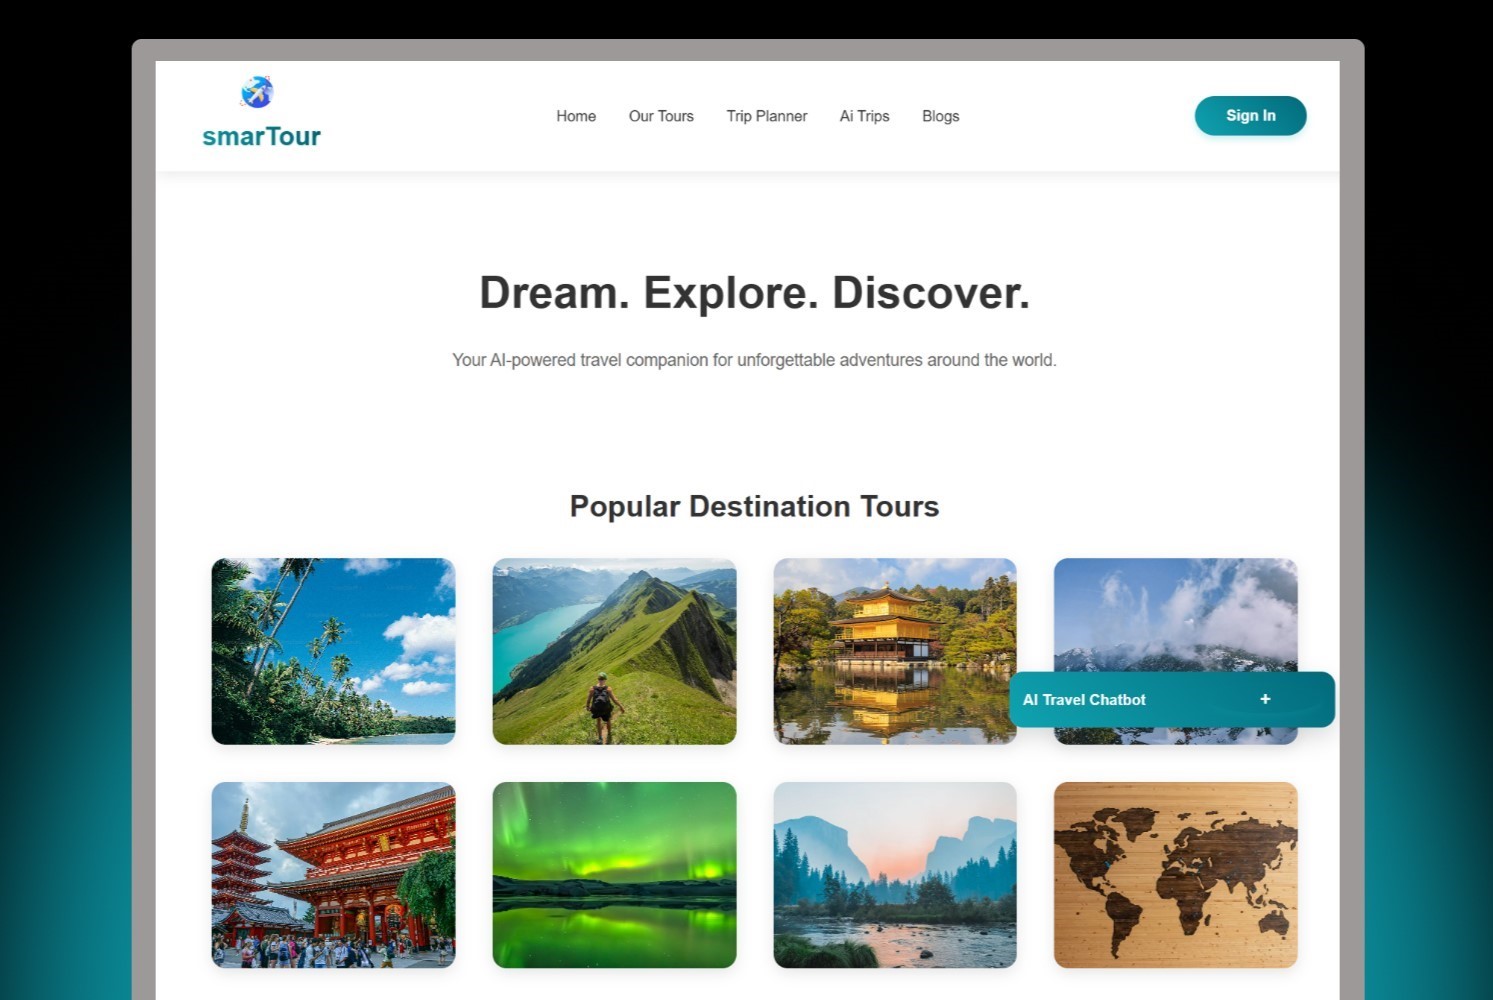 smarTour
Home
Our Tours
Trip Planner
Ai Trips
Blogs
Sign In
Dream. Explore. Discover.
Your AI-powered travel companion for unforgettable adventures around the world.
Popular Destination Tours
AI Travel Chatbot +